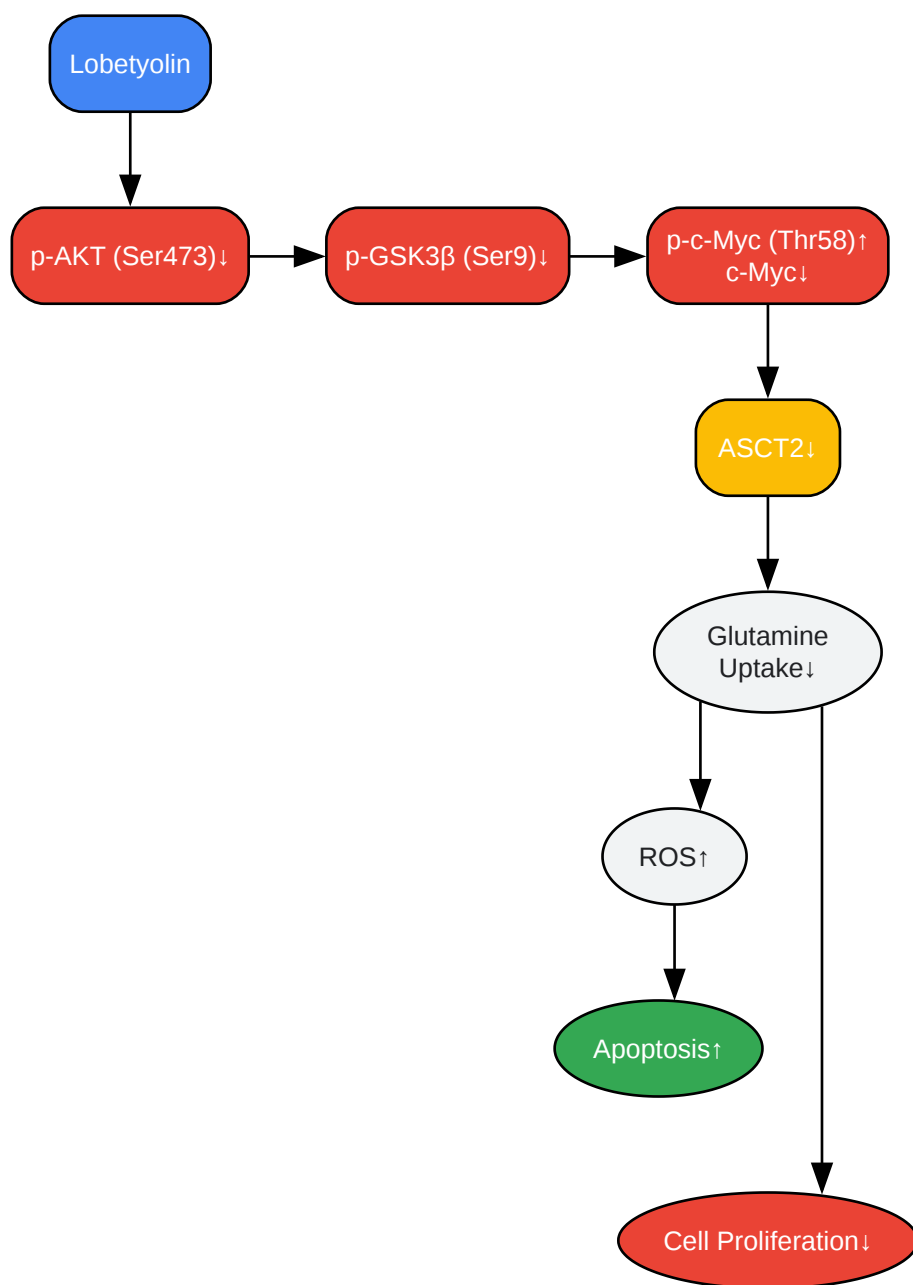 Lobetyolin
p-AKT (Ser473)↓
p-GSK3β (Ser9)↓
p-c-Myc (Thr58)↑
c-Myc↓
ASCT2↓
Glutamine
Uptake↓
ROS↑
Apoptosis↑
Cell Proliferation↓